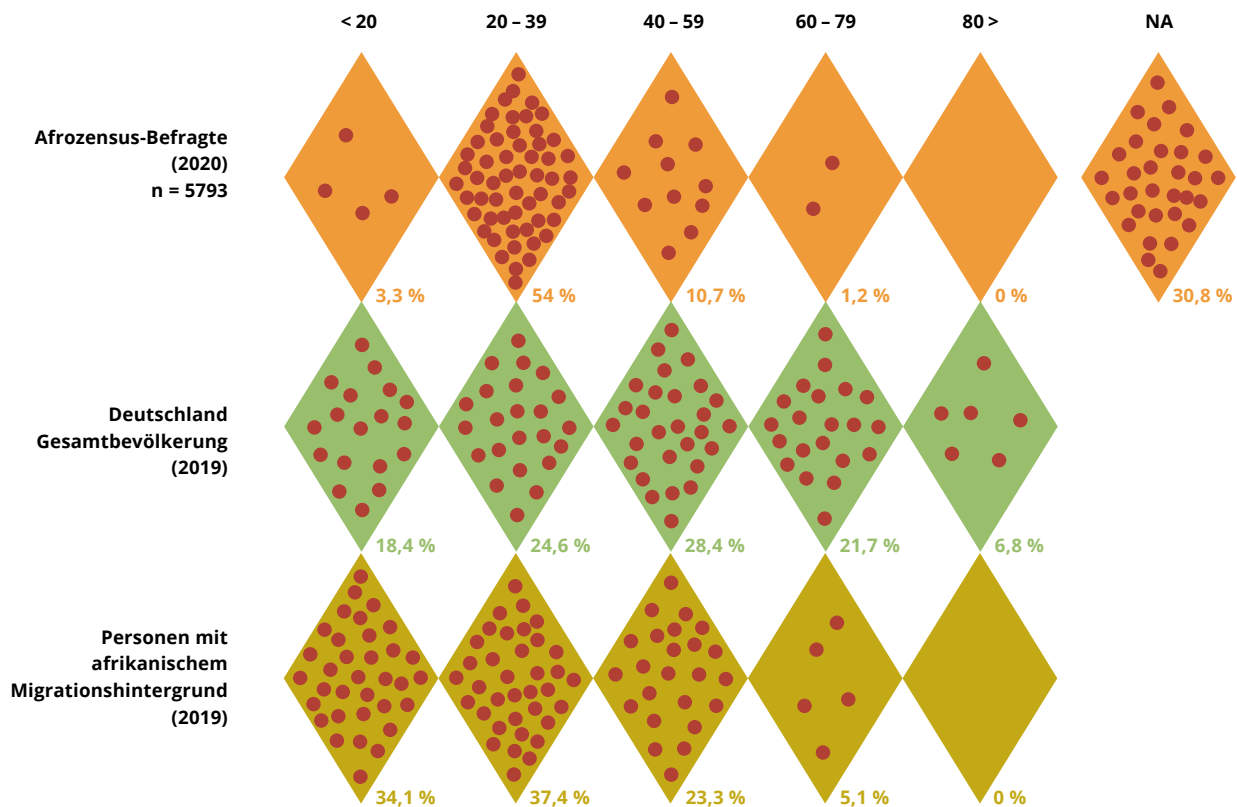 < 20
20 – 39
40 – 59
60 – 79
80 >
NA
Afrozensus-Befragte
(2020)
n = 5793
3,3 %
54 %
10,7 %
1,2 %
0 %
30,8 %
Deutschland
Gesamtbevölkerung
(2019)
18,4 %
24,6 %
28,4 %
21,7 %
6,8 %
Personen mit
afrikanischem
Migrationshintergrund
(2019)
34,1 %
37,4 %
23,3 %
5,1 %
0 %